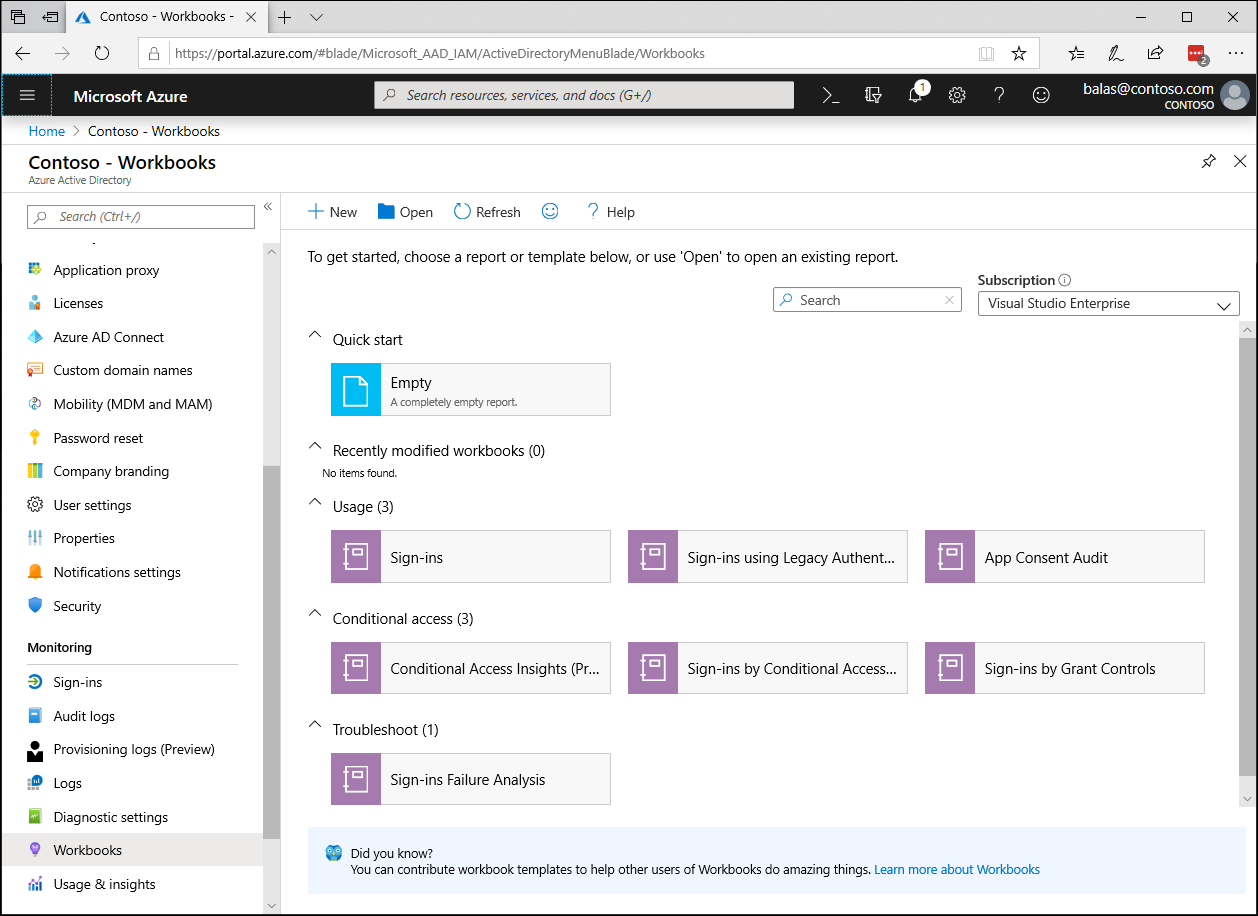 Contoso - Workbooks -
https://portal.azure.com/#blade/Microsoft_AAD_IAM/ActiveDirectoryMenuBlade/Workbooks
2
Microsoft Azure
Search resources, services, and docs (G+/)
1
balas@contoso.com
CONTOSO
Home > Contoso - Workbooks
Contoso - Workbooks
Azure Active Directory
Search (Ctrl+/)
Application proxy
Licenses
Azure AD Connect
Custom domain names
Mobility (MDM and MAM)
Password reset
Company branding
User settings
Properties
Notifications settings
Security
Monitoring
Sign-ins
Audit logs
Provisioning logs (Preview)
Logs
Diagnostic settings
Workbooks
Usage & insights
New Open Refresh Help
To get started, choose a report or template below, or use 'Open' to open an existing report.
Search
Subscription
Visual Studio Enterprise
Quick start
Empty
A completely empty report.
Recently modified workbooks (0)
No items found.
Usage (3)
Sign-ins
Sign-ins using Legacy Authent...
App Consent Audit
Conditional access (3)
Conditional Access Insights (Pr...
Sign-ins by Conditional Access...
Sign-ins by Grant Controls
Troubleshoot (1)
Sign-ins Failure Analysis
Did you know?
You can contribute workbook templates to help other users of Workbooks do amazing things. Learn more about Workbooks